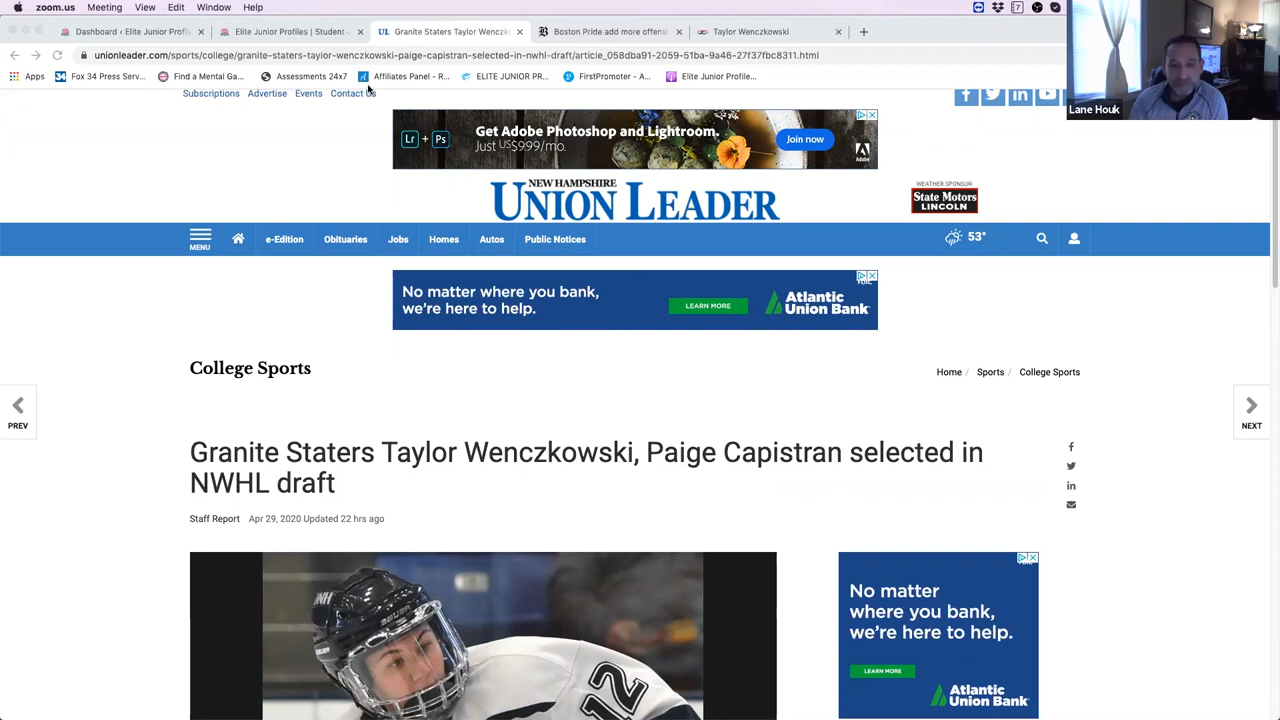 zoom.us Meeting View Edit Window Help
Dashboard ‹ Elite Junior Profil
Elite Junior Profiles | Student-
Granite Staters Taylor Wenczk
Boston Pride add more offens
Taylor Wenczkowski
unionleader.com/sports/college/granite-staters-taylor-wenczkowski-paige-capistran-selected-in-nwhl-draft/article_058dba91-2059-51ba-9a46-27f37fbc8311.html
Apps Fox 34 Press Serv... Find a Mental Ga... Assessments 24x7 Affiliates Panel - R... ELITE JUNIOR PR... FirstPromoter - A... Elite Junior Profile...
Subscriptions Advertise Events Contact Us
Lane Houk
Lr + Ps
Get Adobe Photoshop and Lightroom.
Just US$9.99/mo.
Join now
Adobe
NEW HAMPSHIRE
UNION LEADER
WEATHER SPONSOR
State Motors
LINCOLN
MENU
e-Edition Obituaries Jobs Homes Autos Public Notices
53°
No matter where you bank,
we're here to help.
LEARN MORE
Atlantic
Union Bank
FDIC
College Sports
Home / Sports / College Sports
PREV
NEXT
Granite Staters Taylor Wenczkowski, Paige Capistran selected in
NWHL draft
Staff Report Apr 29, 2020 Updated 22 hrs ago
NH
BAUER
12
No matter
where you bank,
we're here to help.
LEARN MORE
Atlantic
Union Bank